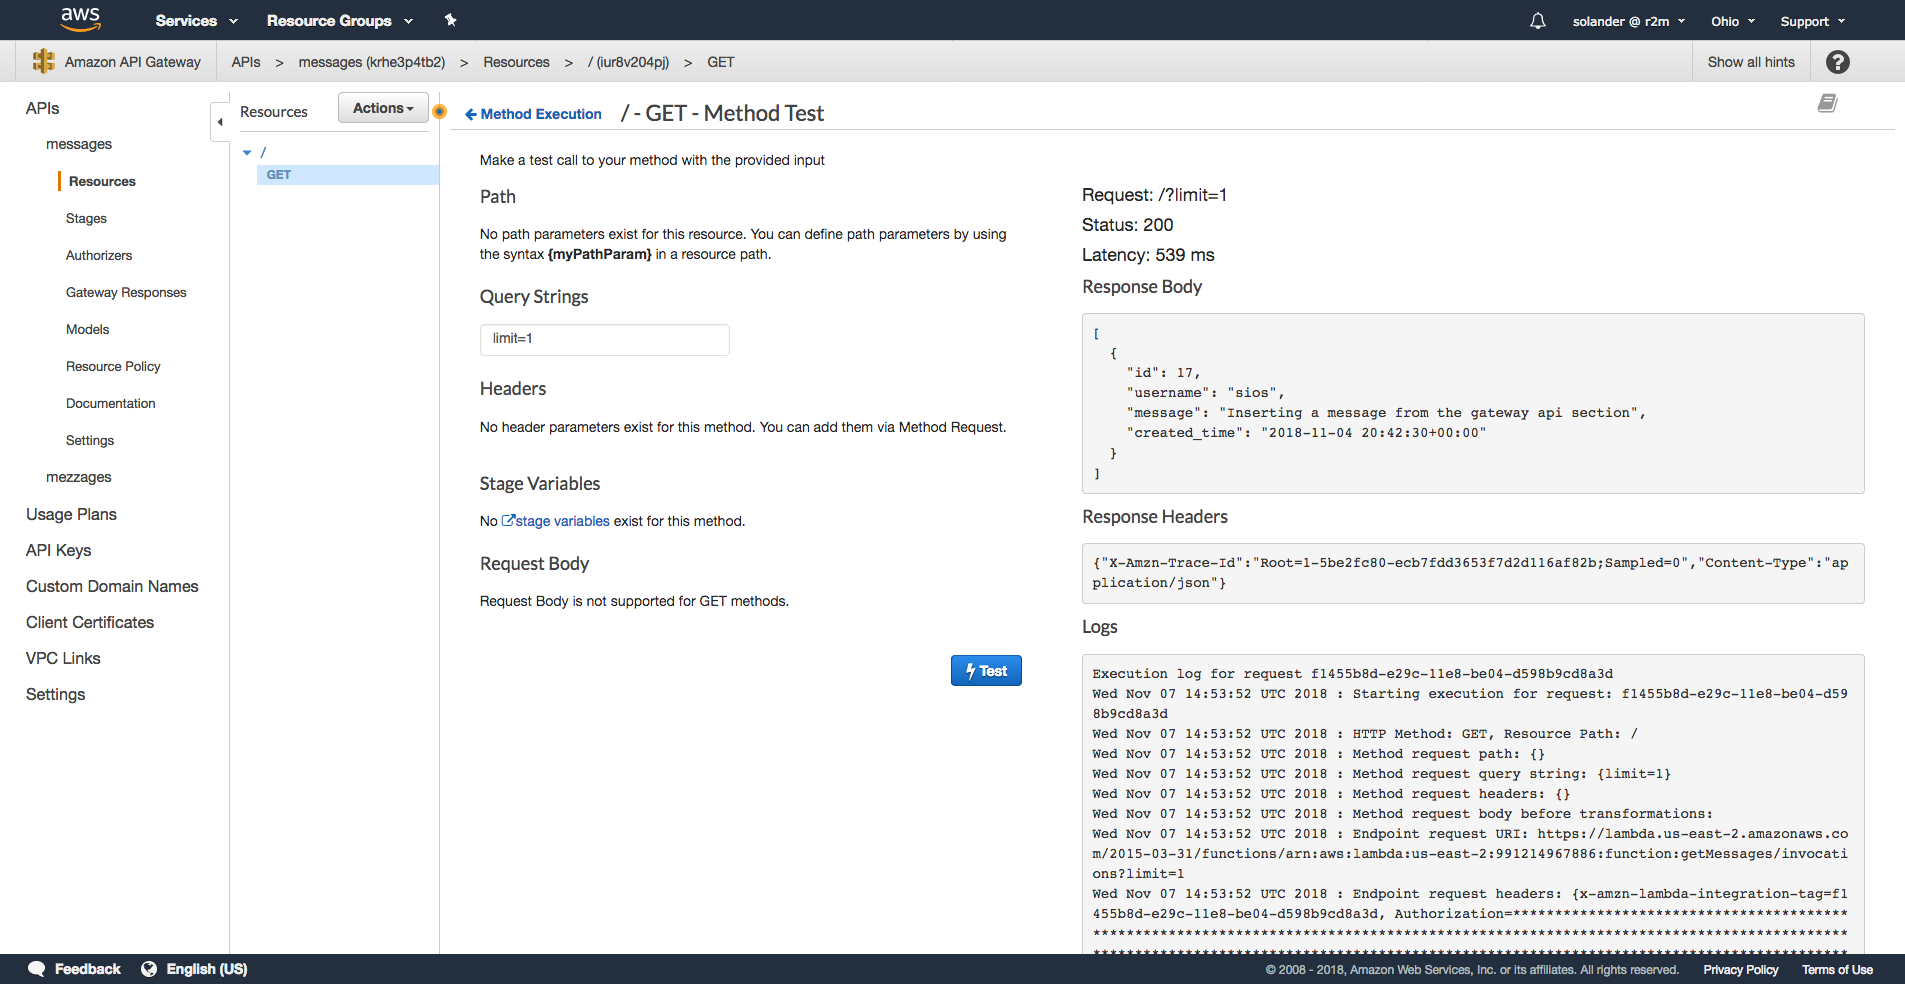 aws Services Resource Groups solander @ r2m Ohio Support
Amazon API Gateway APIs > messages (krhe3p4tb2) > Resources > / (iur8v204pj) > GET Show all hints ?
APIs
messages
Resources
Stages
Authorizers
Gateway Responses
Models
Resource Policy
Documentation
Settings
mezzages
Usage Plans
API Keys
Custom Domain Names
Client Certificates
VPC Links
Settings
Resources Actions
/
GET
Method Execution / - GET - Method Test
Make a test call to your method with the provided input
Path
No path parameters exist for this resource. You can define path parameters by using
the syntax {myPathParam} in a resource path.
Query Strings
limit=1
Headers
No header parameters exist for this method. You can add them via Method Request.
Stage Variables
No stage variables exist for this method.
Request Body
Request Body is not supported for GET methods.
Test
Request: /?limit=1
Status: 200
Latency: 539 ms
Response Body
[
{
"id": 17,
"username": "sios",
"message": "Inserting a message from the gateway api section",
"created_time": "2018-11-04 20:42:30+00:00"
}
]
Response Headers
{"X-Amzn-Trace-Id":"Root=1-5be2fc80-ecb7fdd3653f7d2d116af82b;Sampled=0","Content-Type":"ap
plication/json"}
Logs
Execution log for request f1455b8d-e29c-11e8-be04-d598b9cd8a3d
Wed Nov 07 14:53:52 UTC 2018 : Starting execution for request: f1455b8d-e29c-11e8-be04-d59
8b9cd8a3d
Wed Nov 07 14:53:52 UTC 2018 : HTTP Method: GET, Resource Path: /
Wed Nov 07 14:53:52 UTC 2018 : Method request path: {}
Wed Nov 07 14:53:52 UTC 2018 : Method request query string: {limit=1}
Wed Nov 07 14:53:52 UTC 2018 : Method request headers: {}
Wed Nov 07 14:53:52 UTC 2018 : Method request body before transformations:
Wed Nov 07 14:53:52 UTC 2018 : Endpoint request URI: https://lambda.us-east-2.amazonaws.co
m/2015-03-31/functions/arn:aws:lambda:us-east-2:991214967886:function:getMessages/invocati
ons?limit=1
Wed Nov 07 14:53:52 UTC 2018 : Endpoint request headers: {x-amzn-lambda-integration-tag=f1
455b8d-e29c-11e8-be04-d598b9cd8a3d, Authorization=****************************************
******************************************************************************************
******************************************************************************************
Feedback English (US) © 2008 - 2018, Amazon Web Services, Inc. or its affiliates. All rights reserved. Privacy Policy Terms of Use